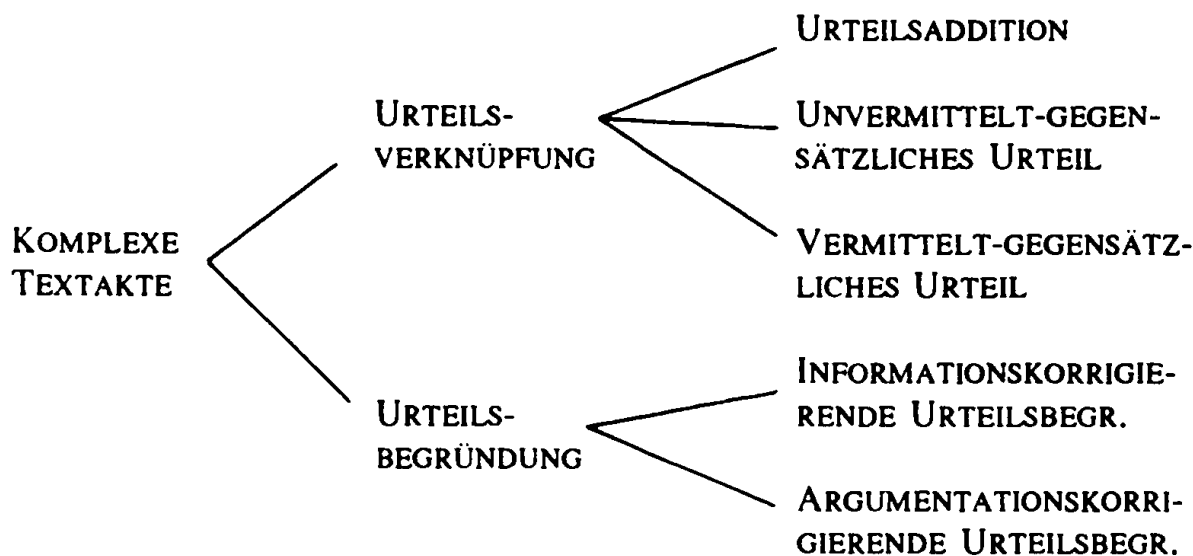 KOMPLEXE
TEXTAKTE
URTEILS-
VERKNÜPFUNG
URTEILSADDITION
UNVERMITTELT-GEGEN-
SÄTZLICHES URTEIL
VERMITTELT-GEGENSÄTZ-
LICHES URTEIL
URTEILS-
BEGRÜNDUNG
INFORMATIONSKORRIGIE-
RENDE URTEILSBEGR.
ARGUMENTATIONSKORRI-
GIERENDE URTEILSBEGR.